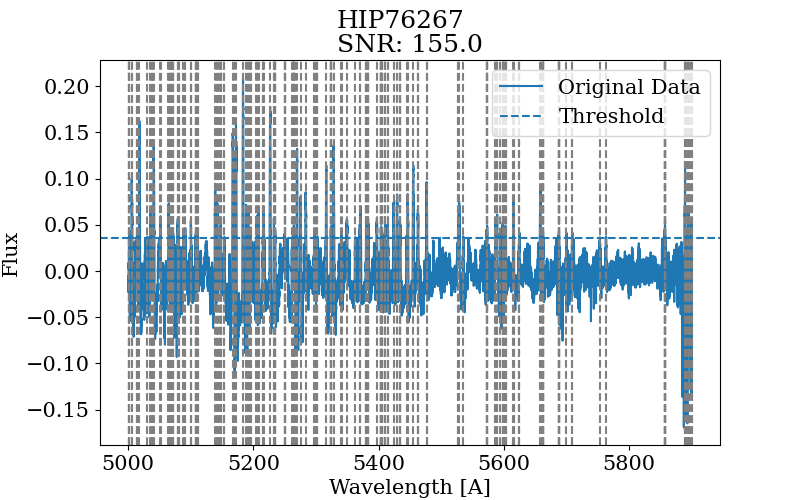 HIP76267
SNR: 155.0
Original Data
Threshold
Flux
0.20
0.15
0.10
0.05
0.00
−0.05
−0.10
−0.15
5000 5200 5400 5600 5800
Wavelength [A]